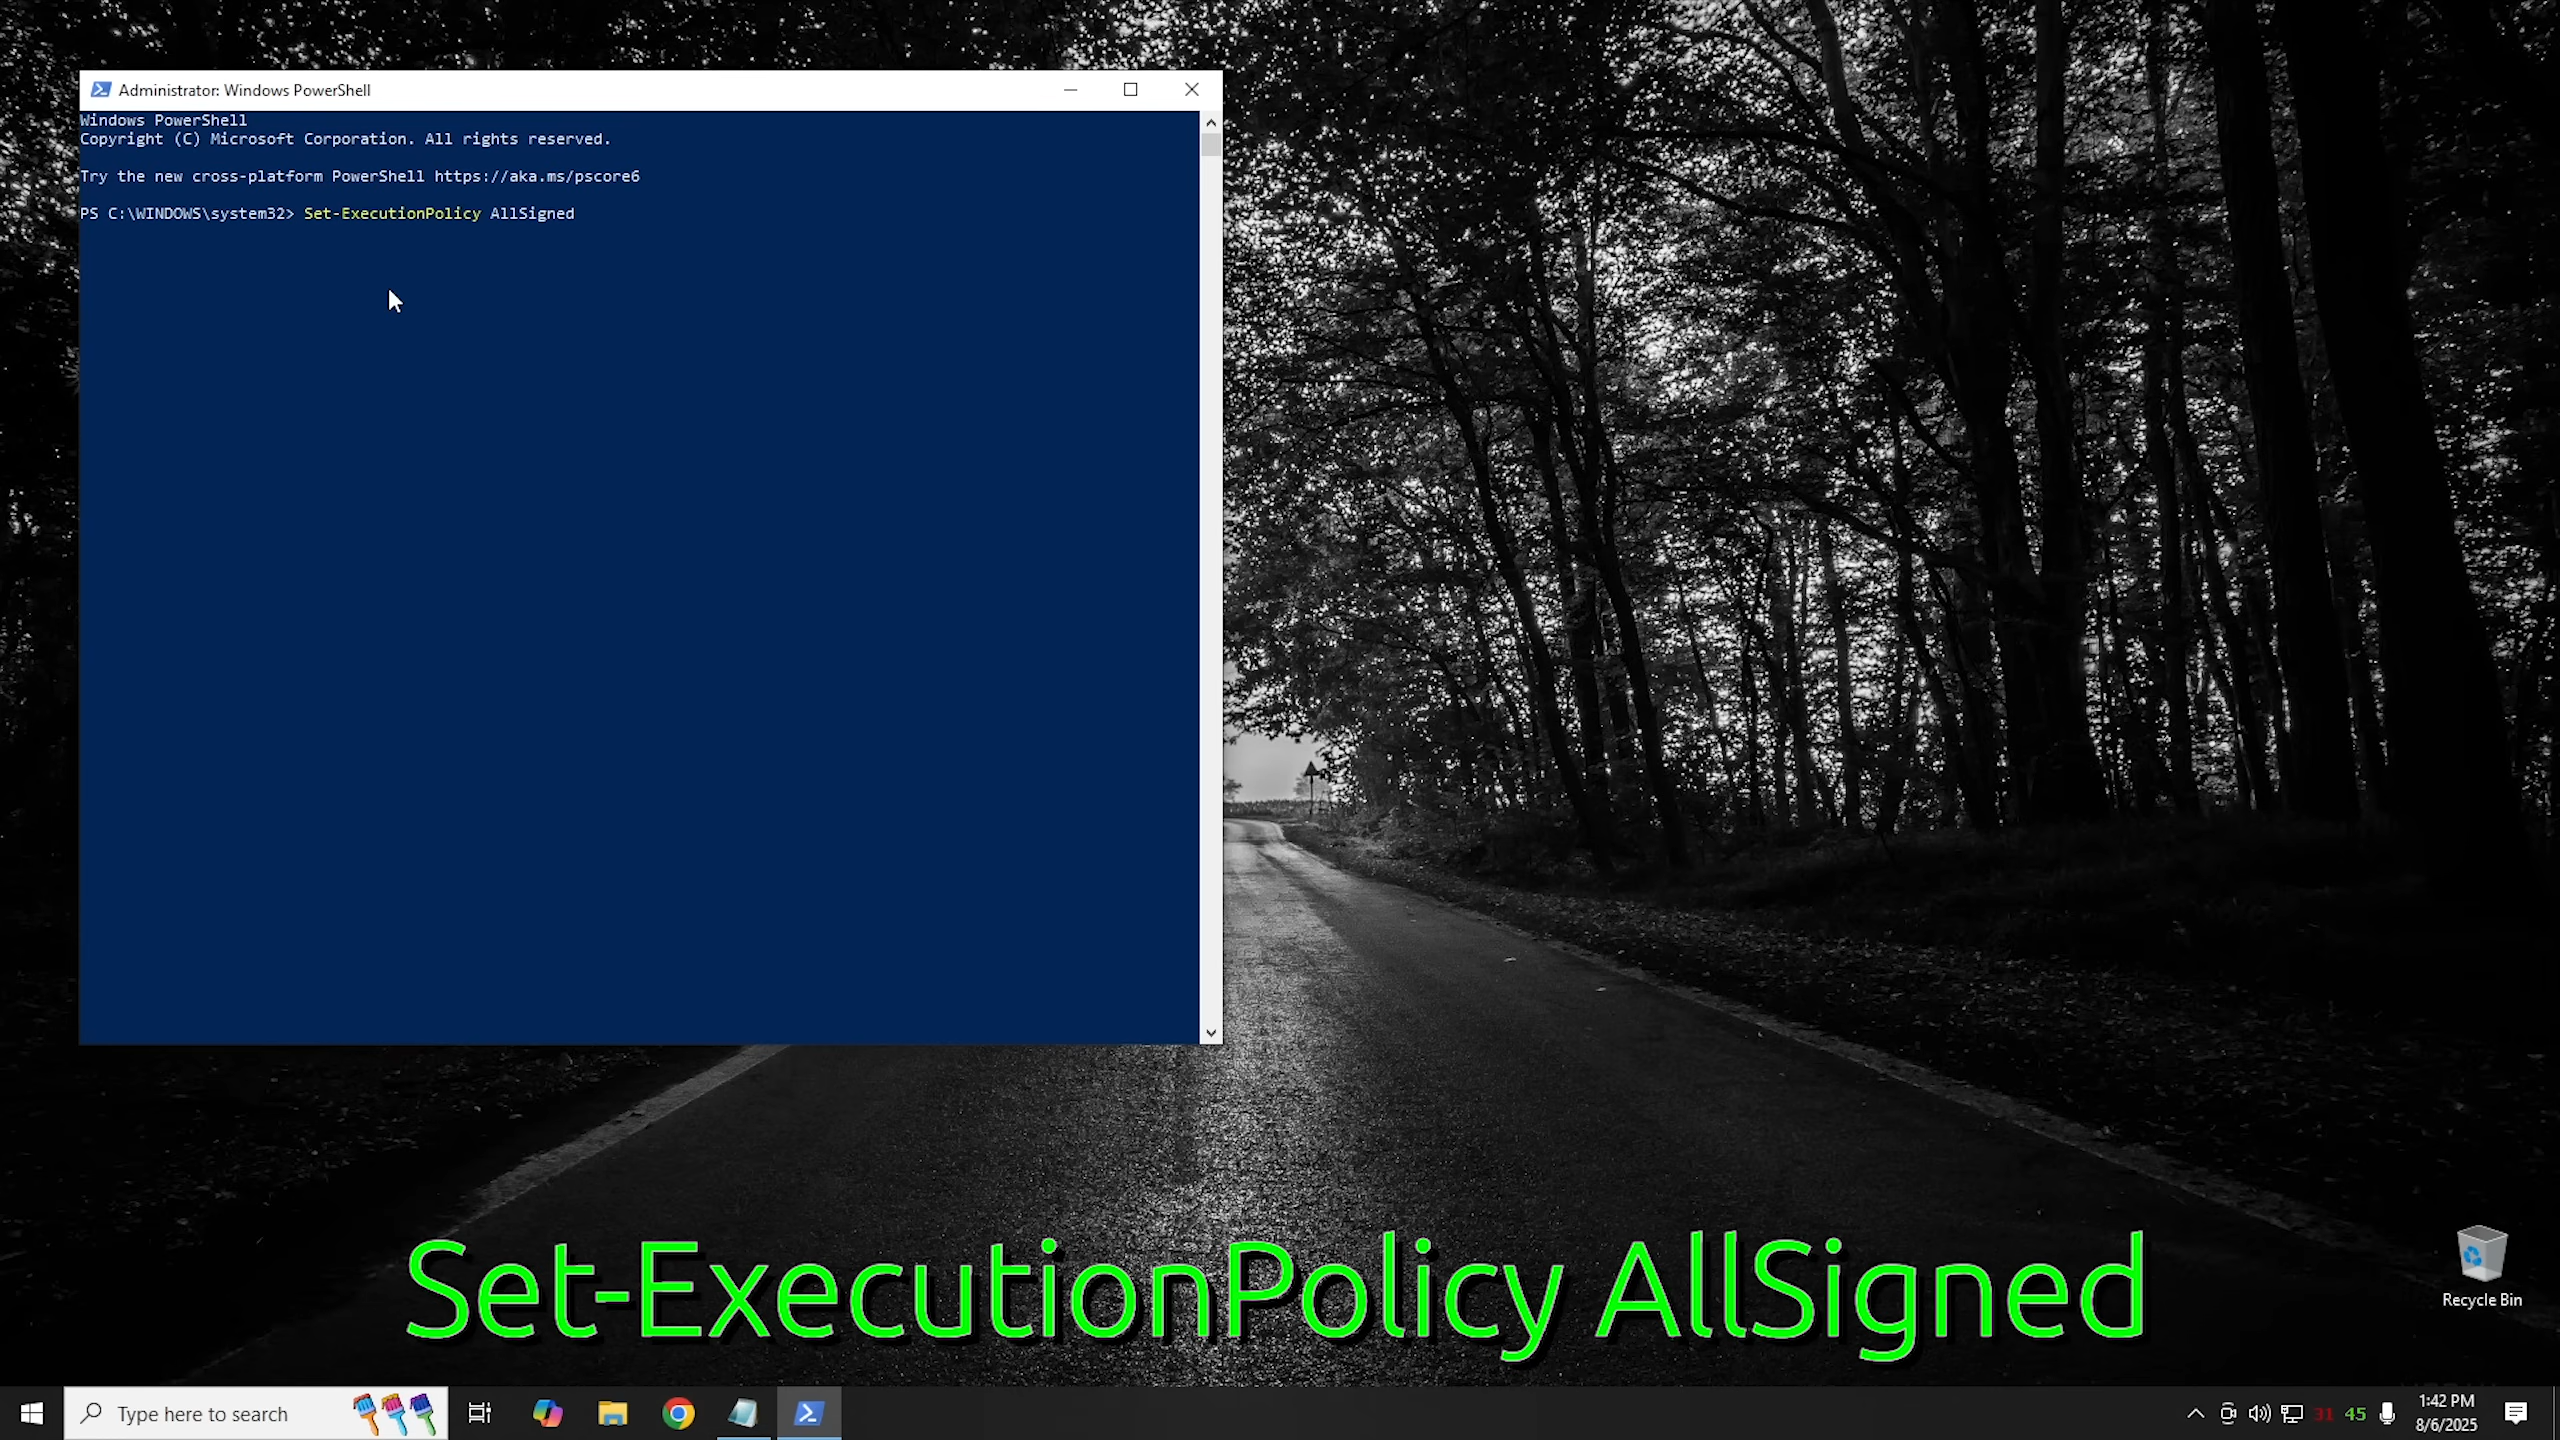 Administrator: Windows PowerShell
Windows PowerShell
Copyright (C) Microsoft Corporation. All rights reserved.
Try the new cross-platform PowerShell https://aka.ms/pscore6
PS C:\WINDOWS\system32> Set-ExecutionPolicy AllSigned
Set-ExecutionPolicy AllSigned
Recycle Bin
Type here to search
31 45
1:42 PM
8/6/2025